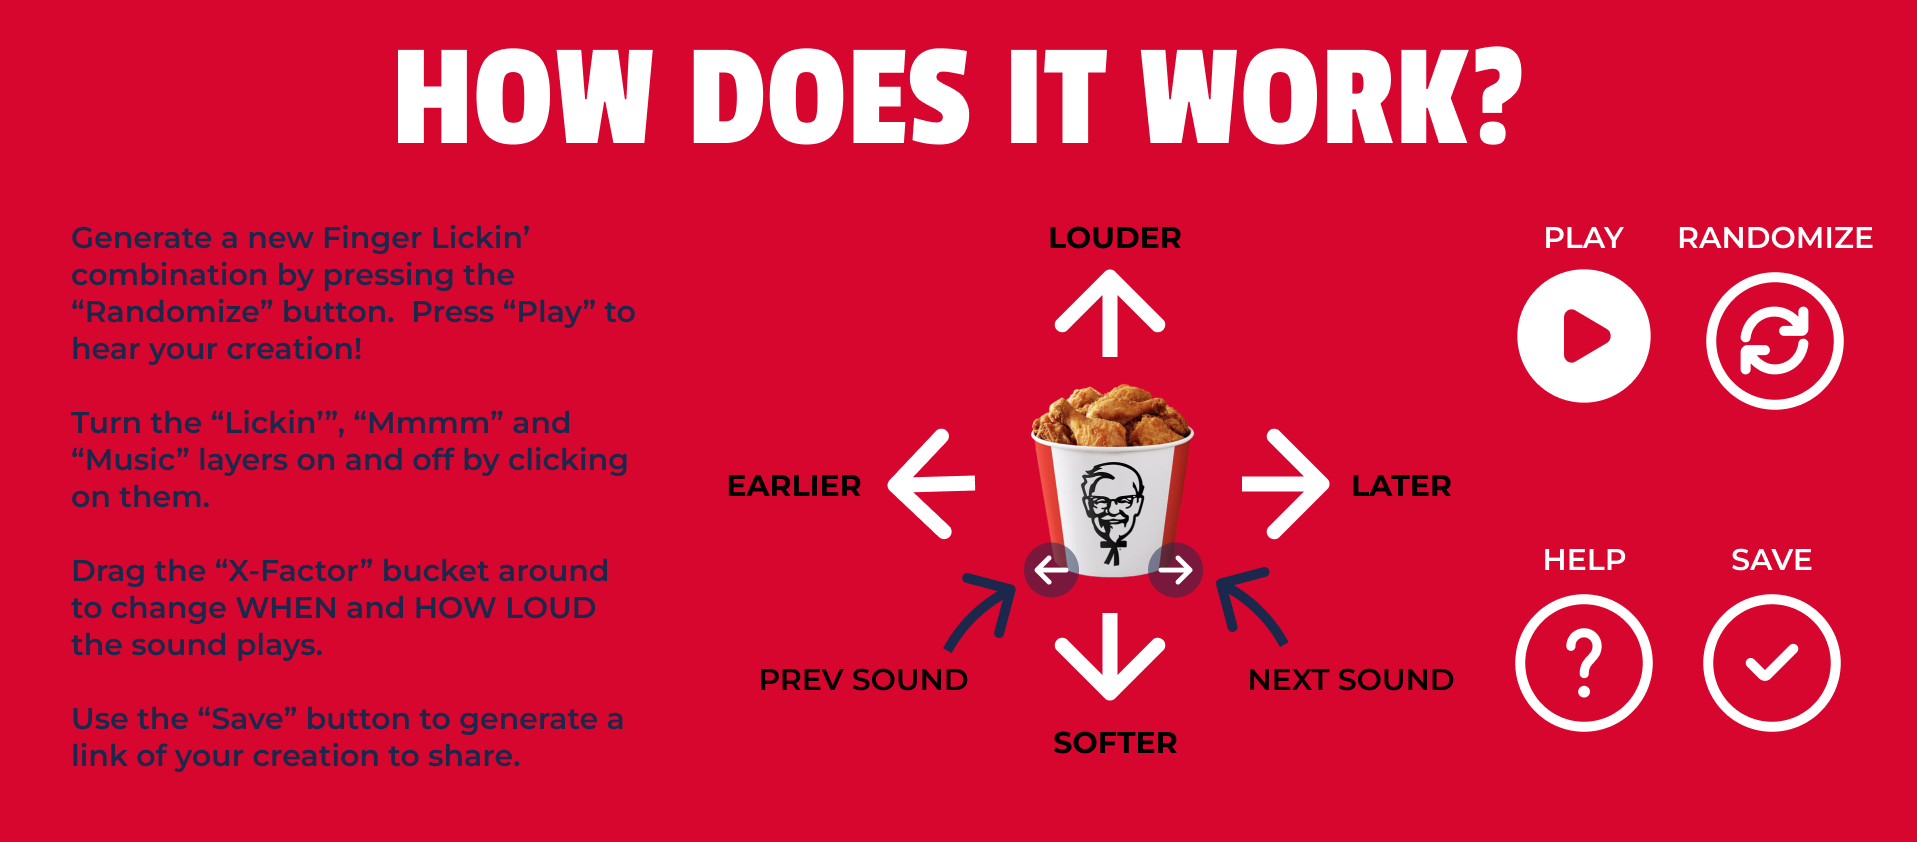 HOW DOES IT WORK?
Generate a new Finger Lickin’
combination by pressing the
“Randomize” button.  Press “Play” to
hear your creation!
Turn the “Lickin’”, “Mmmm” and
“Music” layers on and off by clicking
on them.
Drag the “X-Factor” bucket around
to change WHEN and HOW LOUD
the sound plays.
Use the “Save” button to generate a
link of your creation to share.
LOUDER
EARLIER
LATER
PREV SOUND
NEXT SOUND
SOFTER
PLAY
RANDOMIZE
HELP
SAVE